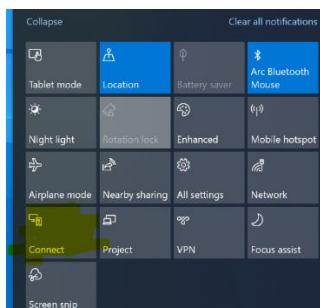 Collapse Clear all notifications
Tablet mode Location Battery saver Arc Bluetooth Mouse
Night light Rotation lock Enhanced Mobile hotspot
Airplane mode Nearby sharing All settings Network
Connect Project VPN Focus assist
Screen snip